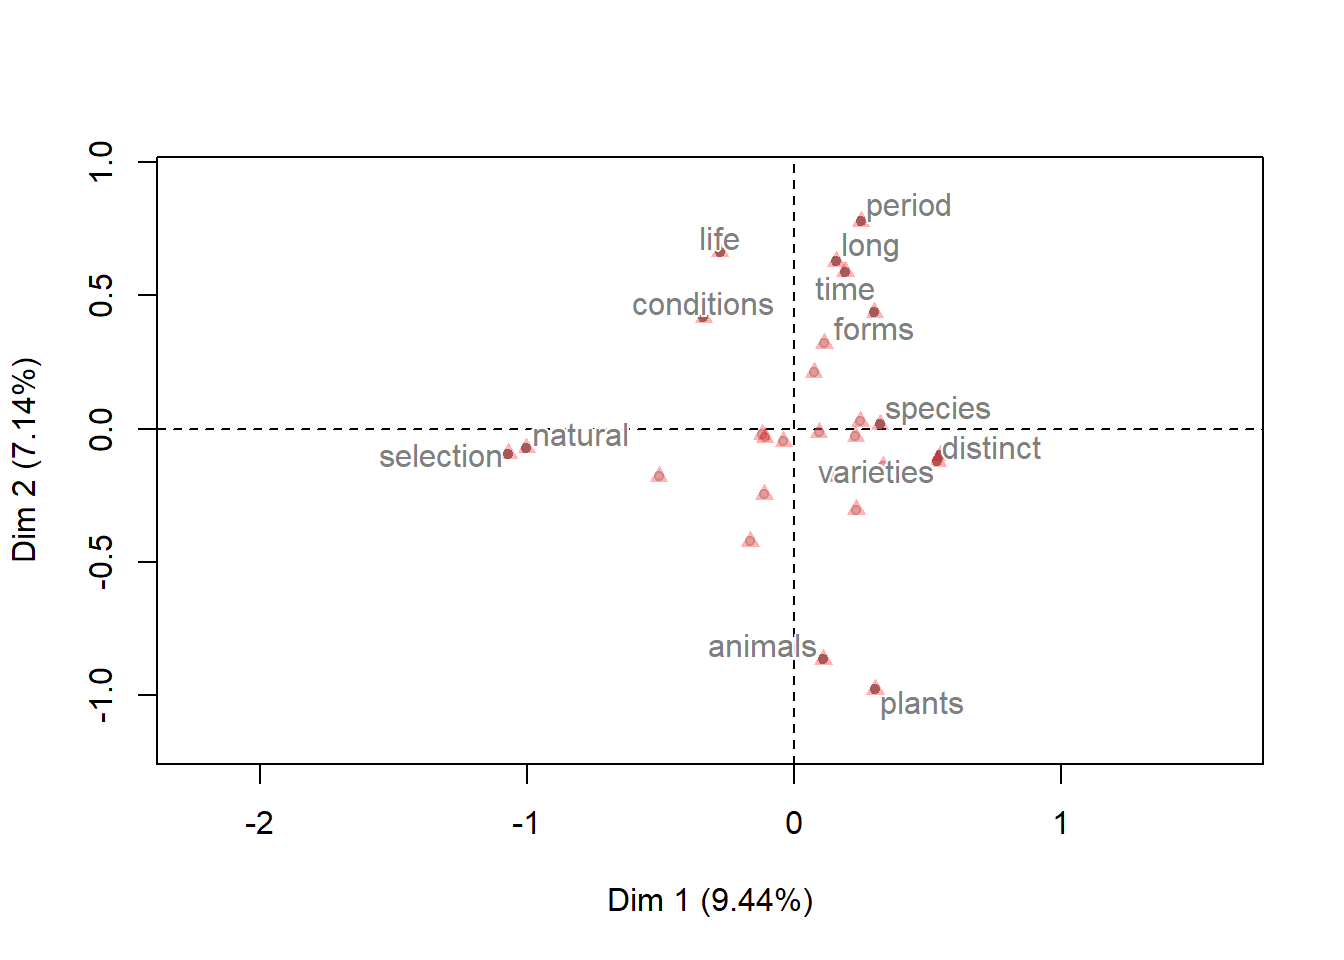 1.0
period
life
long
time
0.5
conditions
forms
species
0.0
natural
distinct
selection
varieties
Dim 2 (7.14%)
-0.5
animals
-1.0
plants
-2
-1
0
1
Dim 1 (9.44%)